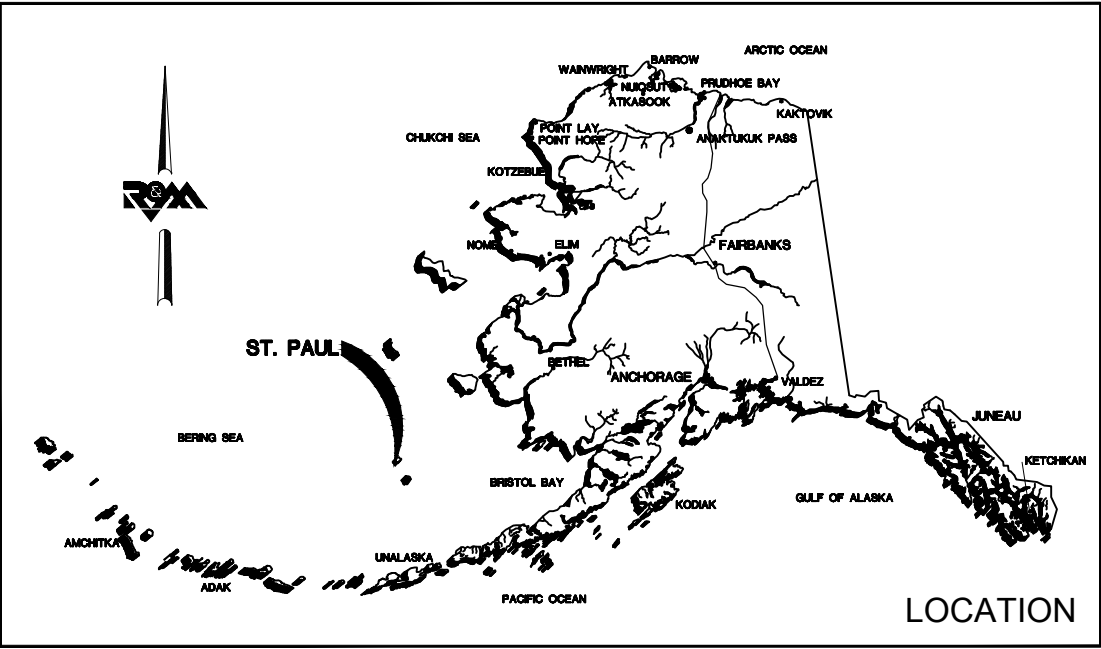 ARCTIC OCEAN
BARROW
WAINWRIGHT
PRUDHOE BAY
NUIQSUT
ATKASOOK
KAKTOVIK
CHUKCHI SEA
POINT LAY
POINT HOPE
ANAKTUKUK PASS
KOTZEBUE
R&M
NOME
ELIM
FAIRBANKS
ST. PAUL
BETHEL
ANCHORAGE
VALDEZ
JUNEAU
BERING SEA
KETCHIKAN
BRISTOL BAY
GULF OF ALASKA
KODIAK
AMCHITKA
UNALASKA
ADAK
PACIFIC OCEAN
LOCATION